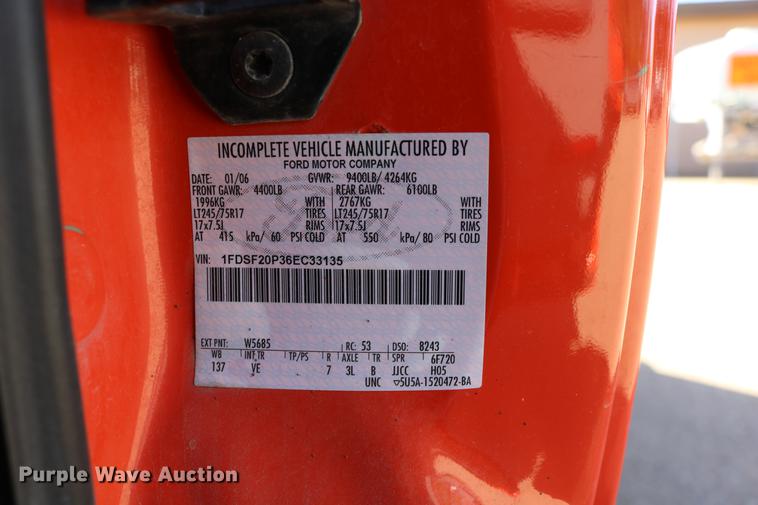 INCOMPLETE VEHICLE MANUFACTURED BY
FORD MOTOR COMPANY
DATE: 01/06 GVWR: 9400LB/ 4264KG
FRONT GAWR: 4400LB REAR GAWR: 6100LB
1996KG WITH 2767KG WITH
LT245/75R17 TIRES LT245/75R17 TIRES
17x7.5J RIMS 17x7.5J RIMS
AT 415 kPa/ 60 PSI COLD AT 550 kPa/ 80 PSI COLD
VIN: 1FDSF20P36EC33135
EXT PNT: W5685 RC: 53 DSO: 8243
WB INT TR TP/PS R AXLE TR SPR 6F720
137 VE 7 3L B JJCC H05
UNC 5U5A-1520472-BA
Purple Wave Auction